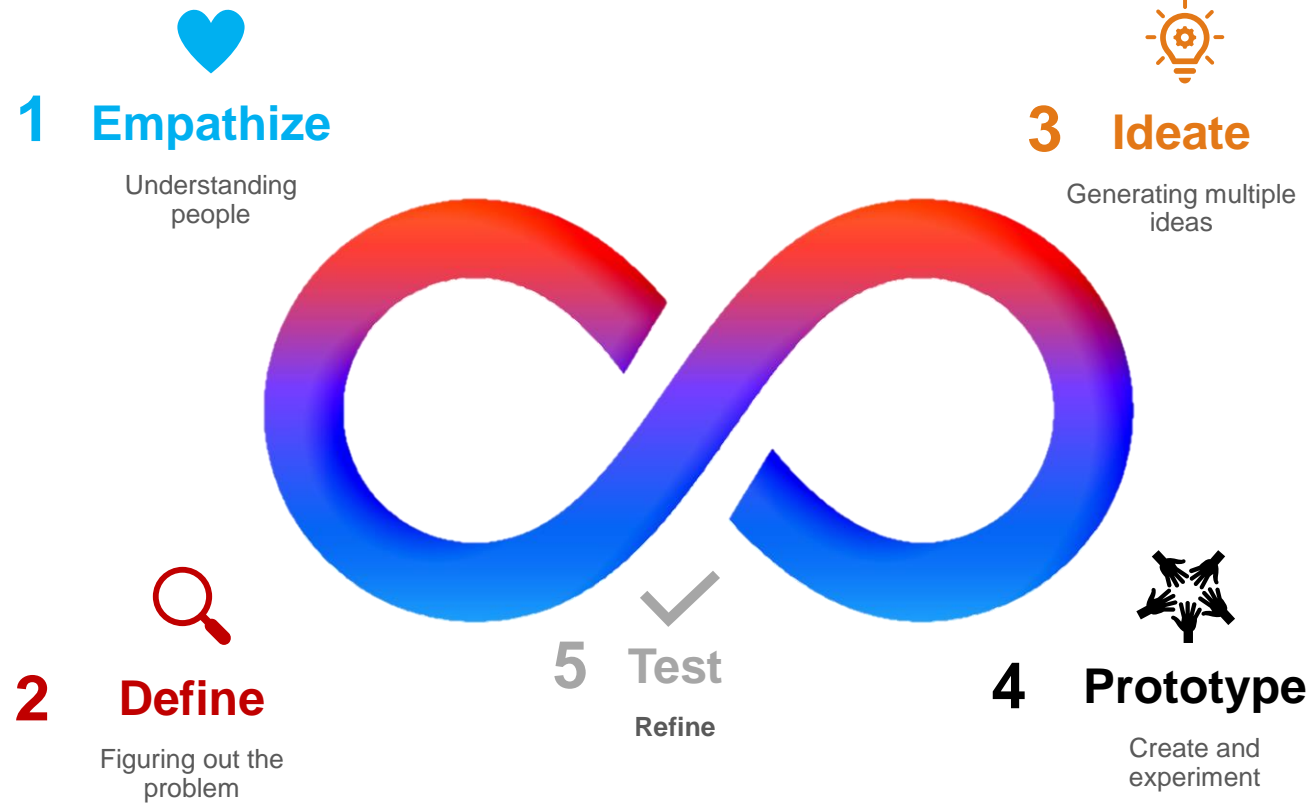 1 Empathize
Understanding
people
2 Define
Figuring out the
problem
3 Ideate
Generating multiple
ideas
4 Prototype
Create and
experiment
5 Test
Refine